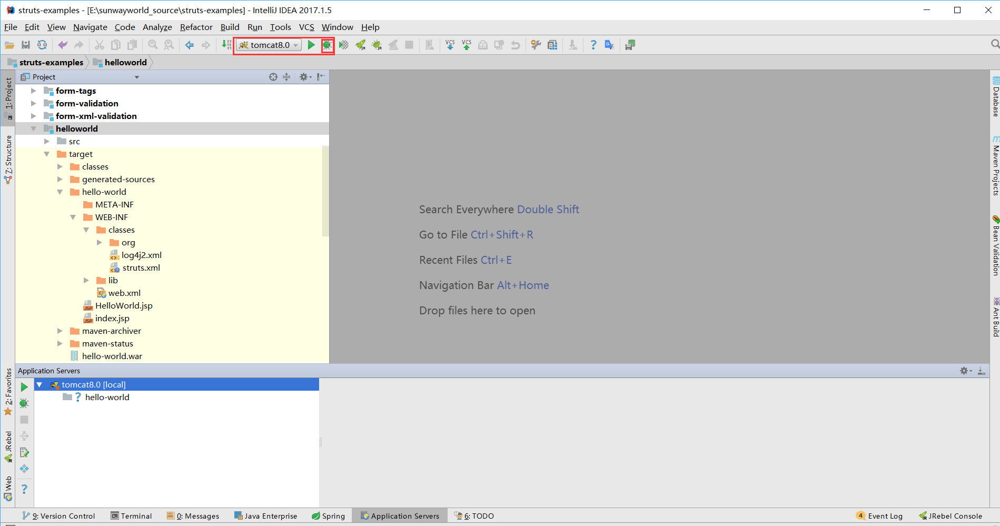 struts-examples - [E:\sunwayworld_source\struts-examples] - IntelliJ IDEA 2017.1.5
File Edit View Navigate Code Analyze Refactor Build Run Tools VCS Window Help
tomcat8.0 JR JR VCS VCS
struts-examples helloworld
Project
form-tags
form-validation
form-xml-validation
helloworld
src
target
classes
generated-sources
hello-world
META-INF
WEB-INF
classes
org
log4j2.xml
struts.xml
lib
web.xml
HelloWorld.jsp
index.jsp
maven-archiver
maven-status
hello-world.war
1: Project
7: Structure
2: Favorites
JRebel
Web
Search Everywhere Double Shift
Go to File Ctrl+Shift+R
Recent Files Ctrl+E
Navigation Bar Alt+Home
Drop files here to open
Database
Maven Projects
Bean Validation
Ant Build
Application Servers
tomcat8.0 [local]
hello-world
9: Version Control Terminal 0: Messages Java Enterprise Spring Application Servers 6: TODO 4 Event Log JRebel Console